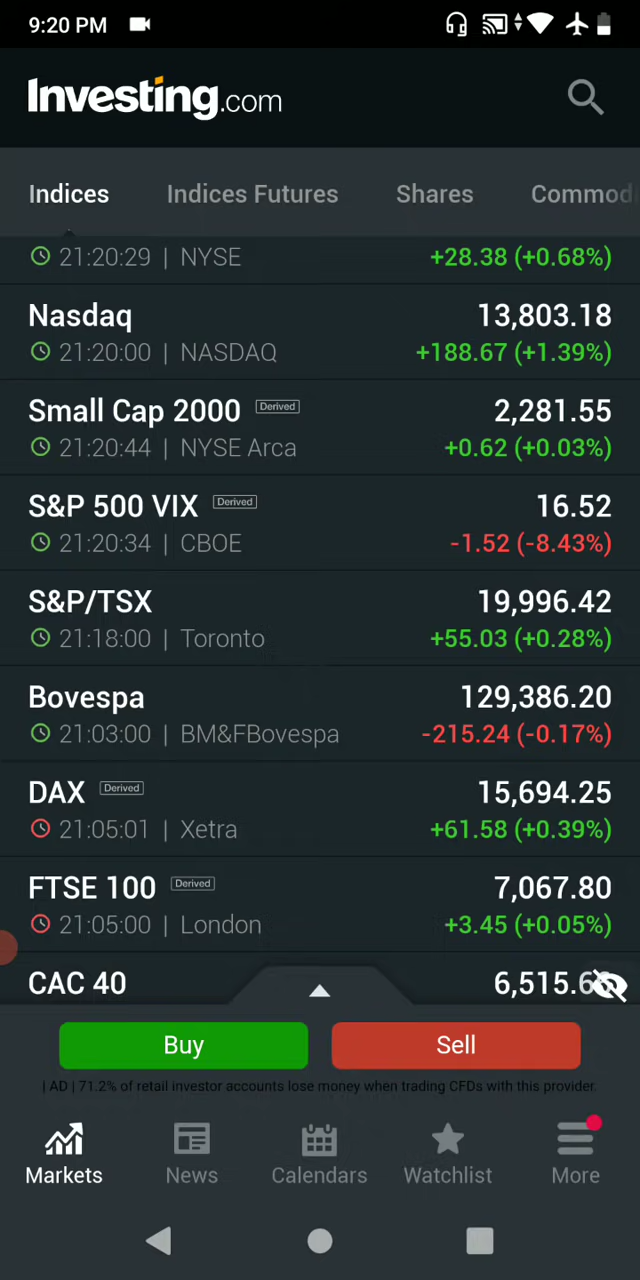 9:20 PM
Investing.com
Indices Indices Futures Shares Commod
21:20:29 | NYSE +28.38 (+0.68%)
Nasdaq 13,803.18
21:20:00 | NASDAQ +188.67 (+1.39%)
Small Cap 2000 Derived 2,281.55
21:20:44 | NYSE Arca +0.62 (+0.03%)
S&P 500 VIX Derived 16.52
21:20:34 | CBOE -1.52 (-8.43%)
S&P/TSX 19,996.42
21:18:00 | Toronto +55.03 (+0.28%)
Bovespa 129,386.20
21:03:00 | BM&FBovespa -215.24 (-0.17%)
DAX Derived 15,694.25
21:05:01 | Xetra +61.58 (+0.39%)
FTSE 100 Derived 7,067.80
21:05:00 | London +3.45 (+0.05%)
CAC 40
Buy Sell
| AD | 71.2% of retail investor accounts lose money when trading CFDs with this provider.
Markets News Calendars Watchlist More